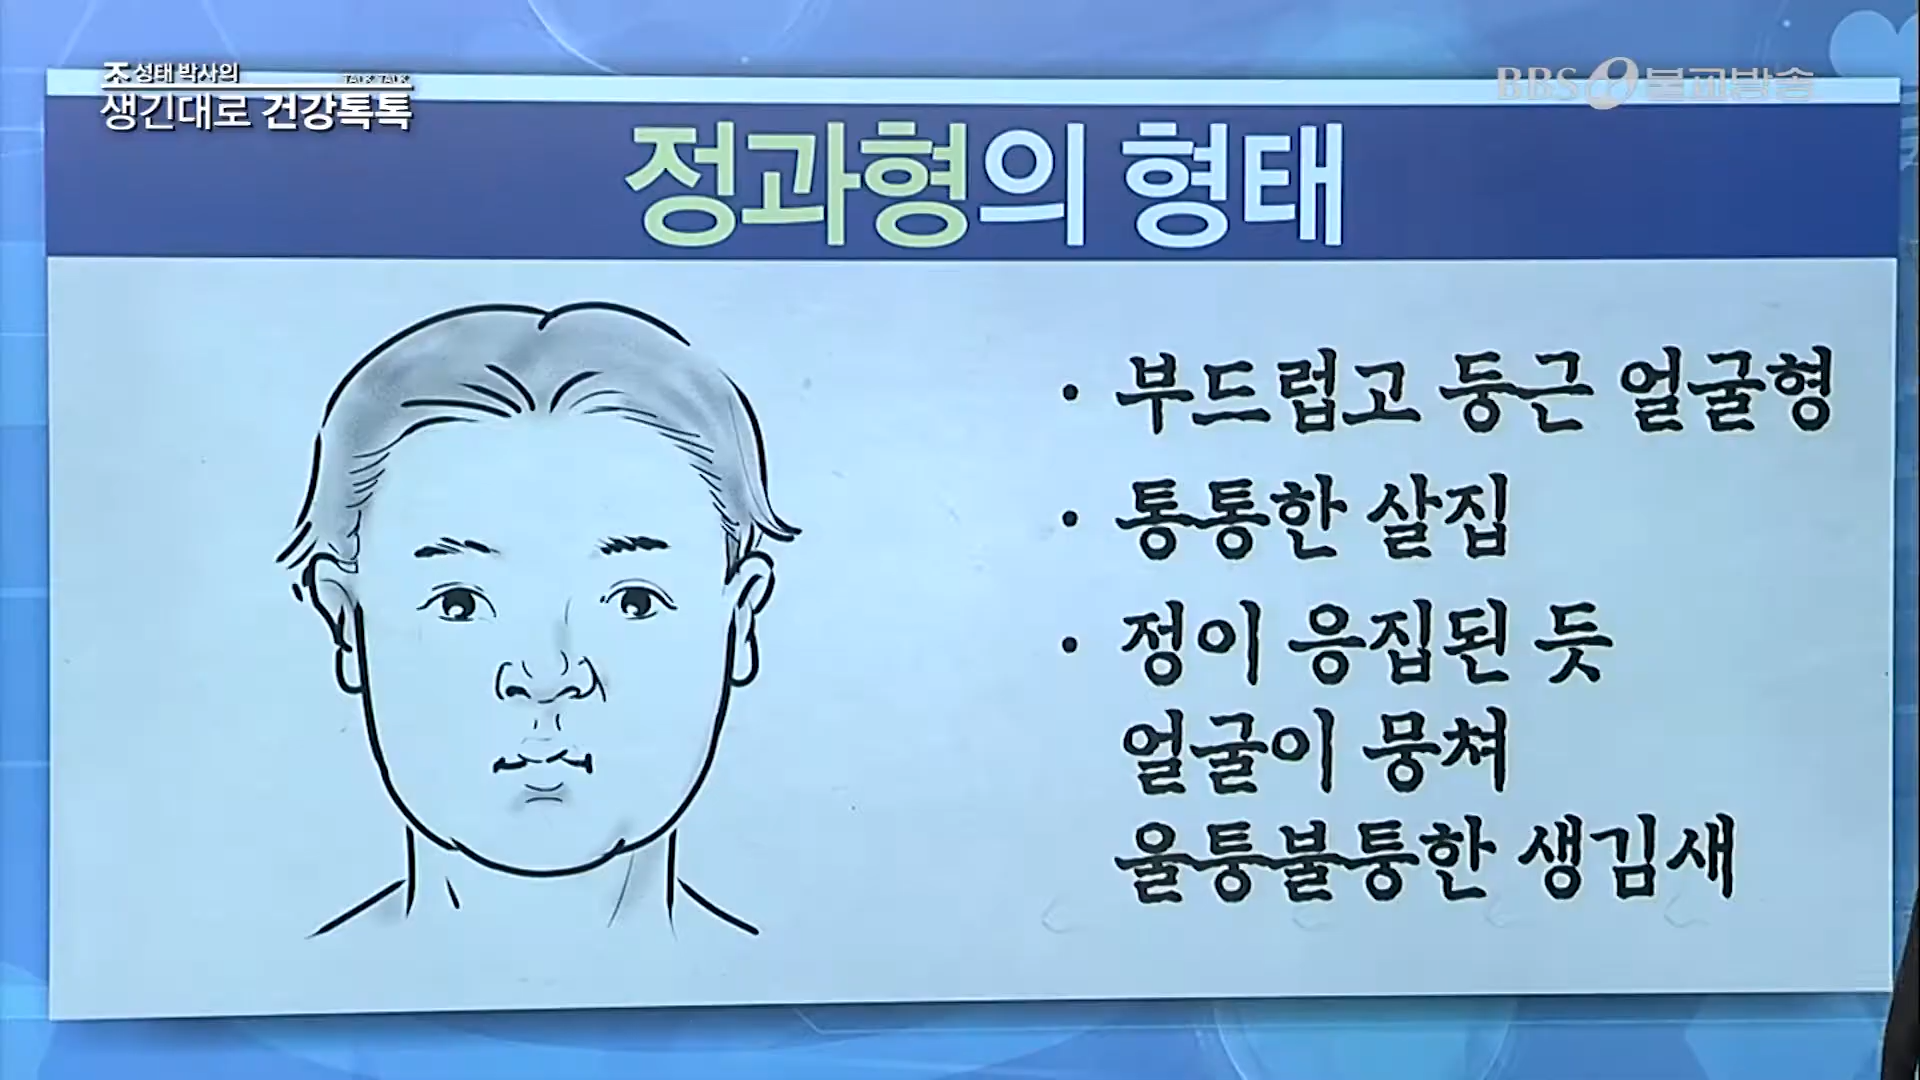 조성태 박사의
TALK TALK
생긴대로 건강톡톡
BBS 불교방송
정과형의 형태
· 부드럽고 둥근 얼굴형
· 통통한 살집
· 정이 응집된 듯
얼굴이 뭉쳐
울퉁불퉁한 생김새